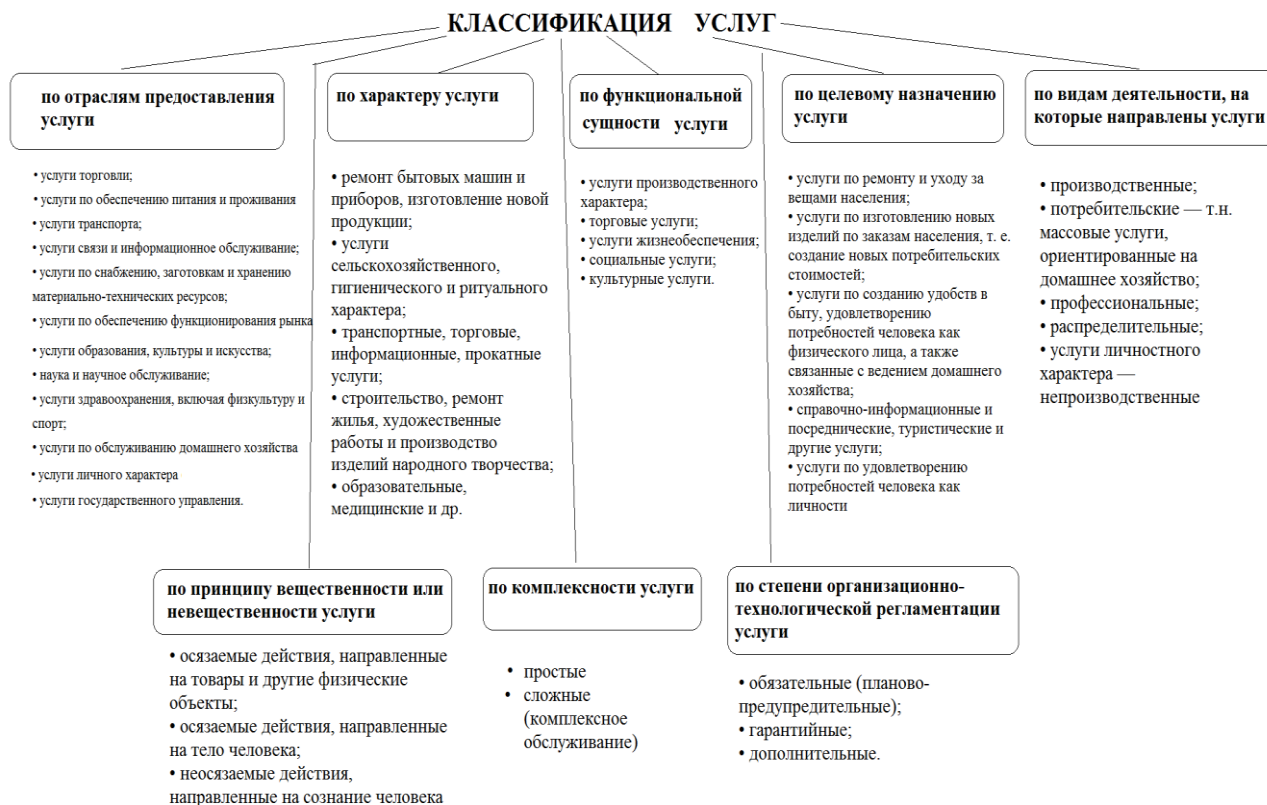 КЛАССИФИКАЦИЯ УСЛУГ
по отраслям предоставления
услуги
• услуги торговли;
• услуги по обеспечению питания и проживания
• услуги транспорта;
• услуги связи и информационное обслуживание;
• услуги по снабжению, заготовкам и хранению
материально-технических ресурсов;
• услуги по обеспечению функционирования рынка
• услуги образования, культуры и искусства;
• наука и научное обслуживание;
• услуги здравоохранения, включая физкультуру и
спорт;
• услуги по обслуживанию домашнего хозяйства
• услуги личного характера
• услуги государственного управления.
по характеру услуги
• ремонт бытовых машин и
приборов, изготовление новой
продукции;
• услуги
сельскохозяйственного,
гигиенического и ритуального
характера;
• транспортные, торговые,
информационные, прокатные
услуги;
• строительство, ремонт
жилья, художественные
работы и производство
изделий народного творчества;
• образовательные,
медицинские и др.
по функциональной
сущности услуги
• услуги производственного
характера;
• торговые услуги;
• услуги жизнеобеспечения;
• социальные услуги;
• культурные услуги.
по целевому назначению
услуги
• услуги по ремонту и уходу за
вещами населения;
• услуги по изготовлению новых
изделий по заказам населения, т. е.
создание новых потребительских
стоимостей;
• услуги по созданию удобств в
быту, удовлетворению
потребностей человека как
физического лица, а также
связанные с ведением домашнего
хозяйства;
• справочно-информационные и
посреднические, туристические и
другие услуги;
• услуги по удовлетворению
потребностей человека как
личности
по видам деятельности, на
которые направлены услуги
• производственные;
• потребительские — т.н.
массовые услуги,
ориентированные на
домашнее хозяйство;
• профессиональные;
• распределительные;
• услуги личностного
характера —
непроизводственные
по принципу вещественности или
невещественности услуги
• осязаемые действия, направленные
на товары и другие физические
объекты;
• осязаемые действия, направленные
на тело человека;
• неосязаемые действия,
направленные на сознание человека
по комплексности услуги
• простые
• сложные
(комплексное
обслуживание)
по степени организационно-
технологической регламентации
услуги
• обязательные (планово-
предупредительные);
• гарантийные;
• дополнительные.